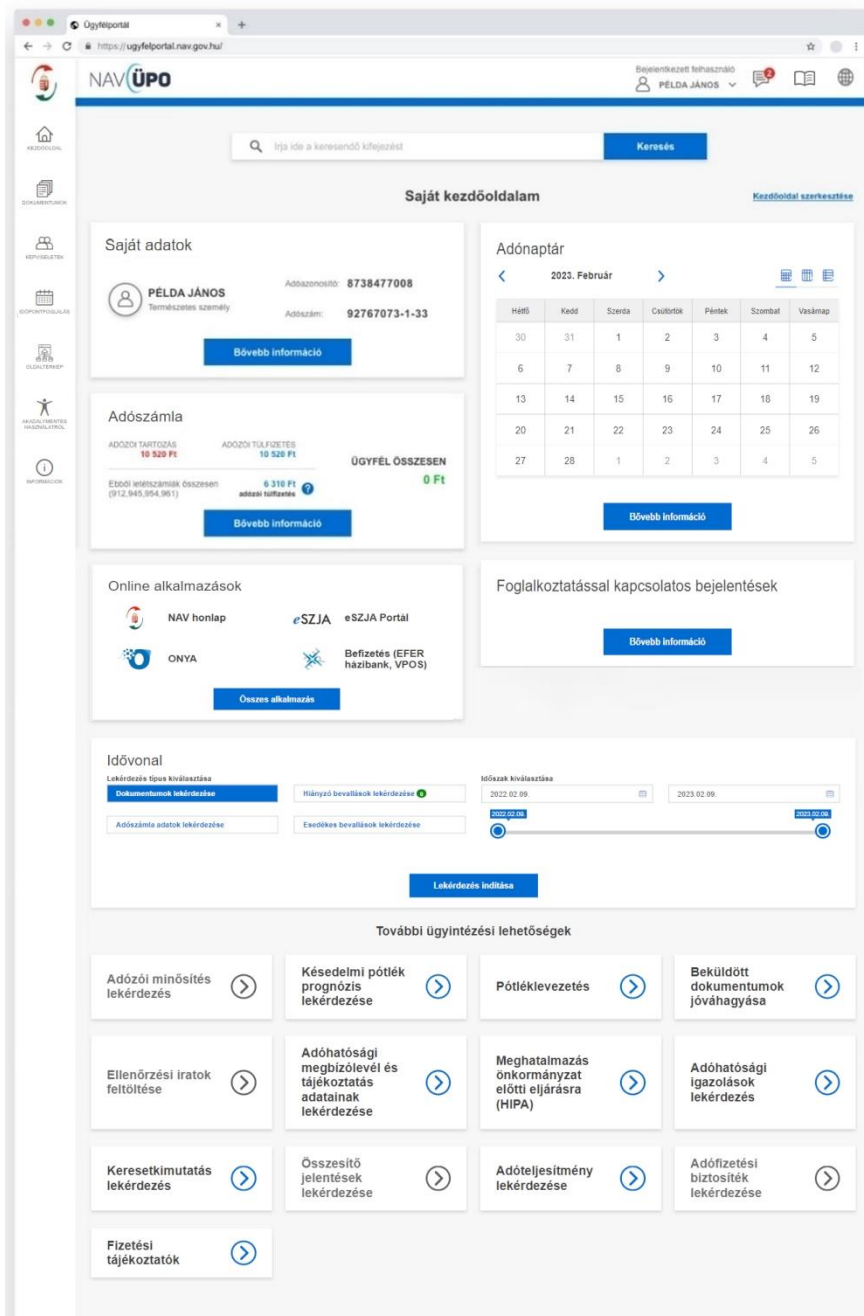 Ügyfélportál
https://ugyfelportal.nav.gov.hu/
NAV ÜPO
Bejelentkezett felhasználó
PÉLDA JÁNOS
2
KEZDŐOLDAL
DOKUMENTUMOK
KÉPVISELETEK
IDŐPONTFOGLALÁS
OLDALTÉRKÉP
AKADÁLYMENTES
HASZNÁLATRÓL
INFORMÁCIÓK
Írja ide a keresendő kifejezést
Keresés
Saját kezdőoldalam
Kezdőoldal szerkesztése
Saját adatok
PÉLDA JÁNOS
Természetes személy
Adóazonosító: 8738477008
Adószám: 92767073-1-33
Bővebb információ
Adónaptár
2023. Február
Hétfő Kedd Szerda Csütörtök Péntek Szombat Vasárnap
30 31 1 2 3 4 5
6 7 8 9 10 11 12
13 14 15 16 17 18 19
20 21 22 23 24 25 26
27 28 1 2 3 4 5
Bővebb információ
Adószámla
ADÓZÓI TARTOZÁS ADÓZÓI TÚLFIZETÉS
10 520 Ft 10 520 Ft
ÜGYFÉL ÖSSZESEN
0 Ft
Ebből letétszámlák összesen
(912,945,954,961)
6 310 Ft
adózói túlfizetés
?
Bővebb információ
Online alkalmazások
NAV honlap
eSZJA eSZJA Portál
ONYA
Befizetés (EFER
házibank, VPOS)
Összes alkalmazás
Foglalkoztatással kapcsolatos bejelentések
Bővebb információ
Idővonal
Lekérdezés típus kiválasztása
Dokumentumok lekérdezése
Hiányzó bevallások lekérdezése 0
Adószámla adatok lekérdezése
Esedékes bevallások lekérdezése
Időszak kiválasztása
2022.02.09. 2023.02.09.
2022.02.09. 2023.02.09.
Lekérdezés indítása
További ügyintézési lehetőségek
Adózói minősítés
lekérdezés
Késedelmi pótlék
prognózis
lekérdezése
Pótléklevezetés
Beküldött
dokumentumok
jóváhagyása
Ellenőrzési iratok
feltöltése
Adóhatósági
megbízólevél és
tájékoztatás
adatainak
lekérdezése
Meghatalmazás
önkormányzat
előtti eljárásra
(HIPA)
Adóhatósági
igazolások
lekérdezés
Keresetkimutatás
lekérdezés
Összesítő
jelentések
lekérdezése
Adóteljesítmény
lekérdezése
Adófizetési
biztosíték
lekérdezése
Fizetési
tájékoztatók